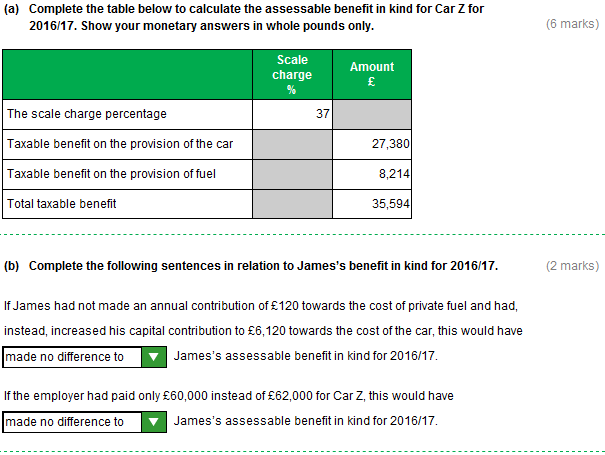 (a) Complete the table below to calculate the assessable benefit in kind for Car Z for
2016/17. Show your monetary answers in whole pounds only.
(6 marks)
Scale
charge
%
Amount
£
The scale charge percentage 37
Taxable benefit on the provision of the car 27,380
Taxable benefit on the provision of fuel 8,214
Total taxable benefit 35,594
(b) Complete the following sentences in relation to James's benefit in kind for 2016/17. (2 marks)
If James had not made an annual contribution of £120 towards the cost of private fuel and had,
instead, increased his capital contribution to £6,120 towards the cost of the car, this would have
made no difference to James's assessable benefit in kind for 2016/17.
If the employer had paid only £60,000 instead of £62,000 for Car Z, this would have
made no difference to James's assessable benefit in kind for 2016/17.